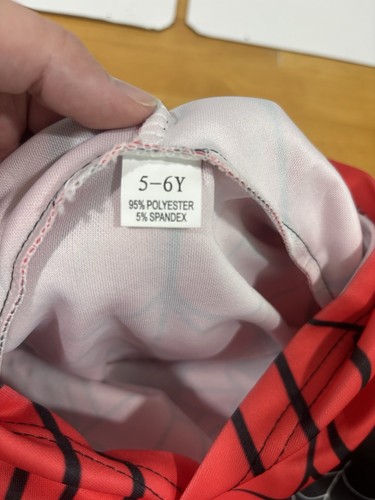 5-6Y
95% POLYESTER
5% SPANDEX